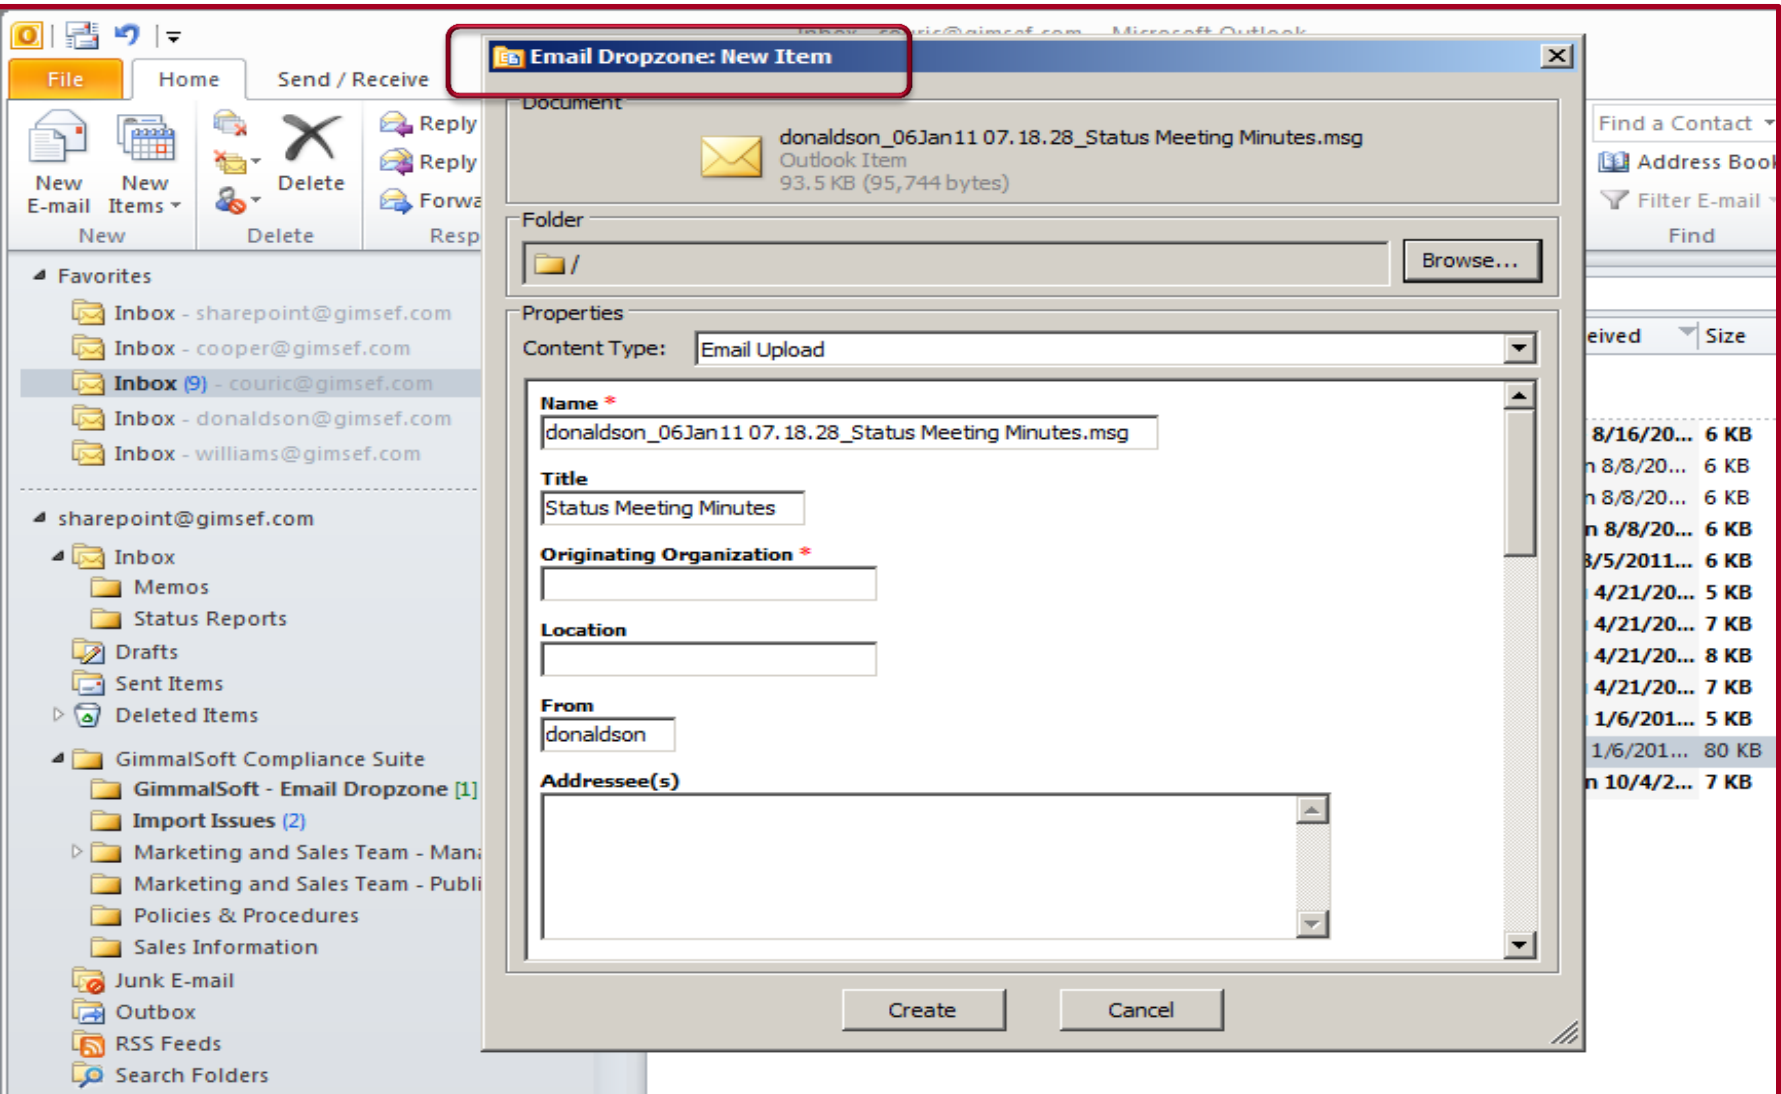 Inbox - couric@gimsef.com - Microsoft Outlook
File
Home
Send / Receive
New
E-mail
New
Items
Delete
Reply
Reply
Forwa
New
Delete
Resp
Find a Contact
Address Book
Filter E-mail
Find
Favorites
Inbox - sharepoint@gimsef.com
Inbox - cooper@gimsef.com
Inbox (9) - couric@gimsef.com
Inbox - donaldson@gimsef.com
Inbox - williams@gimsef.com
sharepoint@gimsef.com
Inbox
Memos
Status Reports
Drafts
Sent Items
Deleted Items
GimmalSoft Compliance Suite
GimmalSoft - Email Dropzone [1]
Import Issues (2)
Marketing and Sales Team - Mana
Marketing and Sales Team - Publi
Policies & Procedures
Sales Information
Junk E-mail
Outbox
RSS Feeds
Search Folders
Email Dropzone: New Item
Document
donaldson_06Jan11 07.18.28_Status Meeting Minutes.msg
Outlook Item
93.5 KB (95,744 bytes)
Folder
/
Browse...
Properties
Content Type: Email Upload
Name *
donaldson_06Jan11 07.18.28_Status Meeting Minutes.msg
Title
Status Meeting Minutes
Originating Organization *
Location
From
donaldson
Addressee(s)
Create
Cancel
eived Size
8/16/20... 6 KB
n 8/8/20... 6 KB
n 8/8/20... 6 KB
n 8/8/20... 6 KB
8/5/2011... 6 KB
4/21/20... 5 KB
4/21/20... 7 KB
4/21/20... 8 KB
4/21/20... 7 KB
1/6/201... 5 KB
1/6/201... 80 KB
n 10/4/2... 7 KB